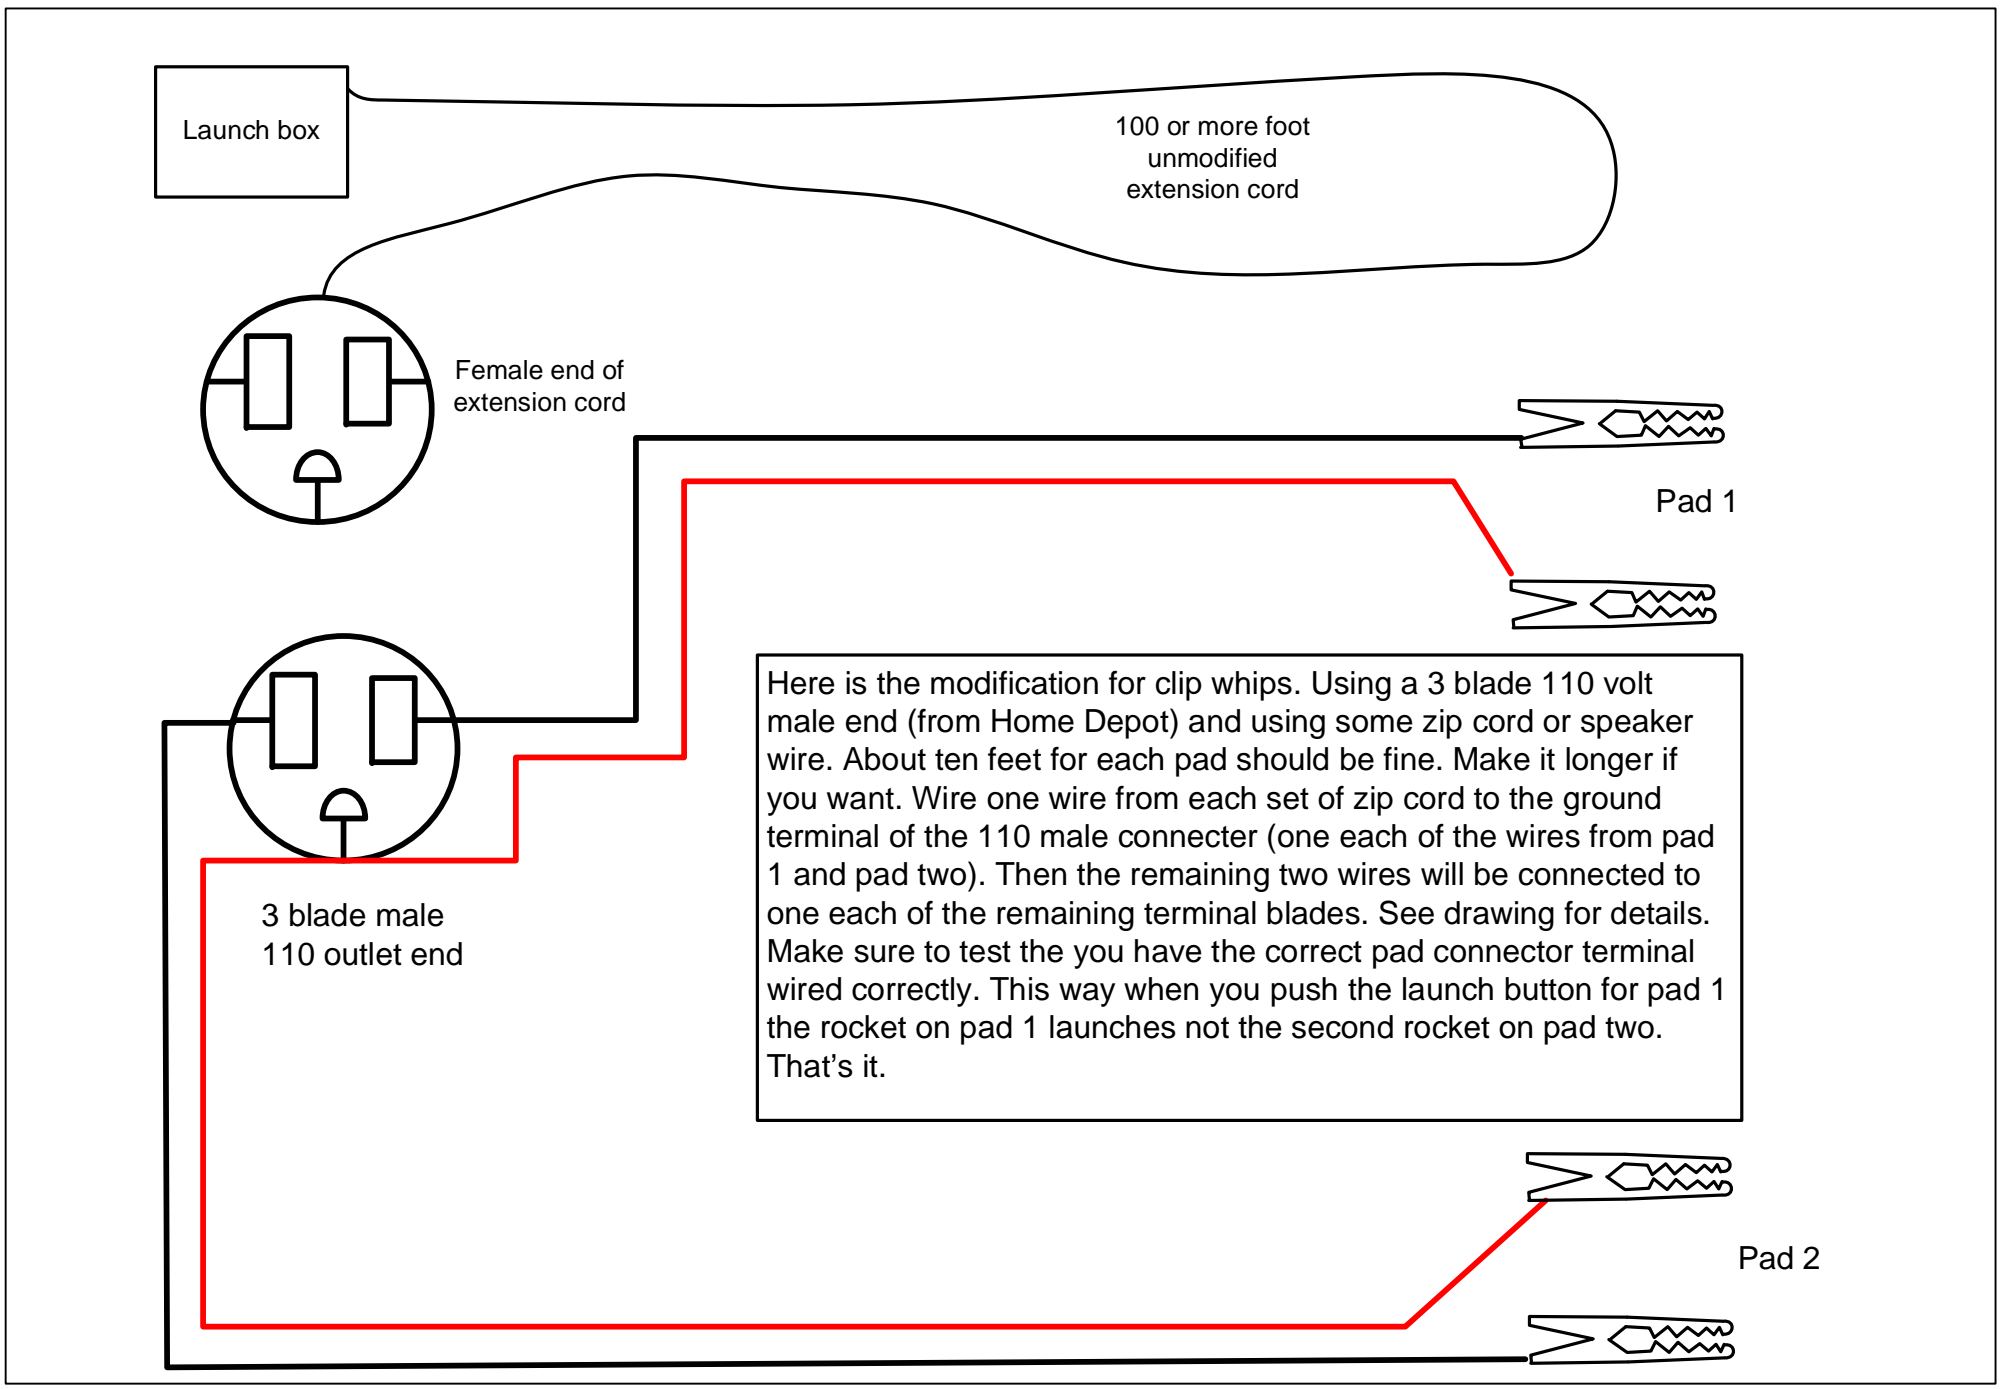 Launch box
100 or more foot
unmodified
extension cord
Female end of
extension cord
Pad 1
Here is the modification for clip whips. Using a 3 blade 110 volt
male end (from Home Depot) and using some zip cord or speaker
wire. About ten feet for each pad should be fine. Make it longer if
you want. Wire one wire from each set of zip cord to the ground
terminal of the 110 male connecter (one each of the wires from pad
1 and pad two). Then the remaining two wires will be connected to
one each of the remaining terminal blades. See drawing for details.
Make sure to test the you have the correct pad connector terminal
wired correctly. This way when you push the launch button for pad 1
the rocket on pad 1 launches not the second rocket on pad two.
That’s it.
3 blade male
110 outlet end
Pad 2